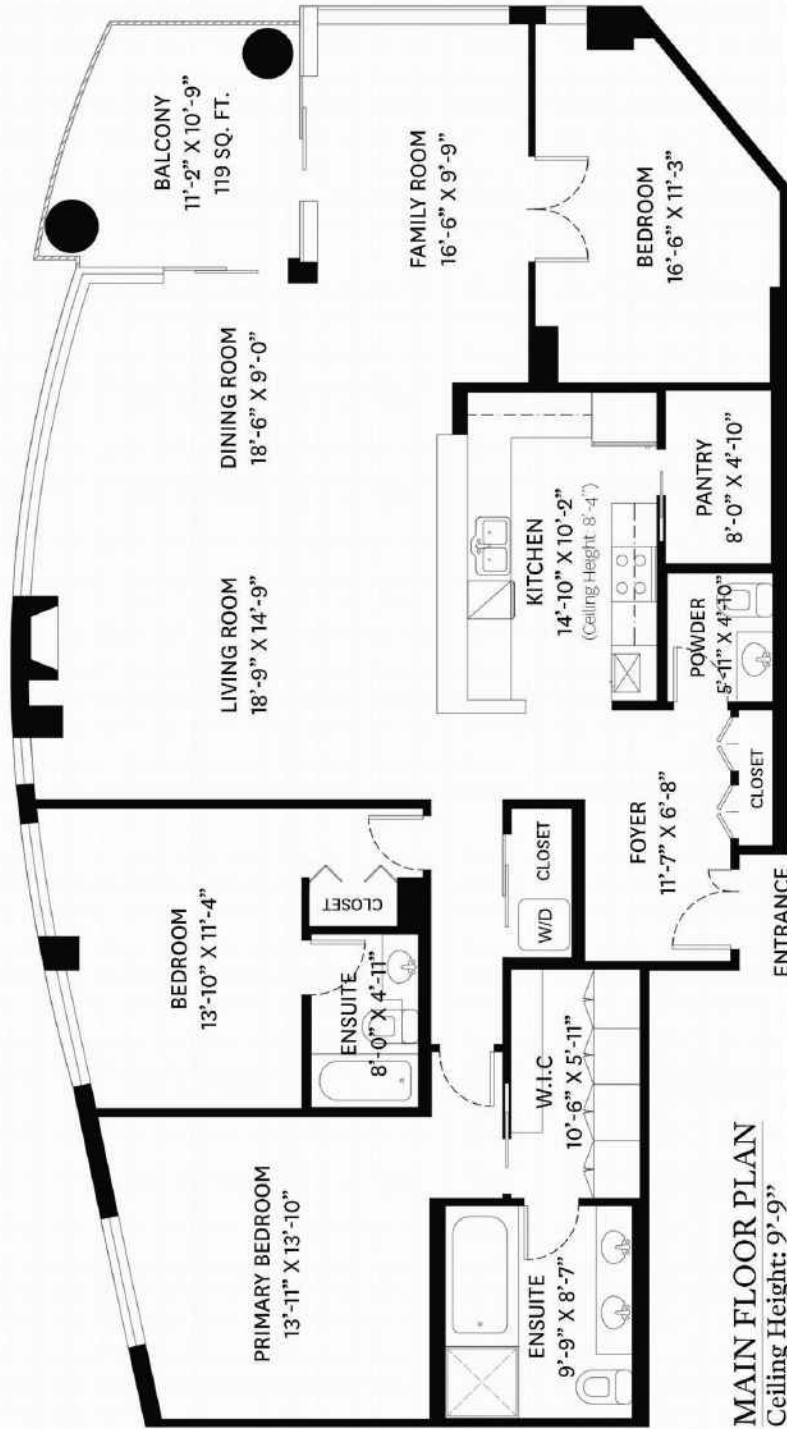 BALCONY
11'-2" X 10'-9"
119 SQ. FT.
DINING ROOM
18'-6" X 9'-0"
FAMILY ROOM
16'-6" X 9'-9"
BEDROOM
16'-6" X 11'-3"
LIVING ROOM
18'-9" X 14'-9"
KITCHEN
14'-10" X 10'-2"
(Ceiling Height: 8'-4")
PANTRY
8'-0" X 4'-10"
POWDER
5'-11" X 4'-10"
BEDROOM
13'-10" X 11'-4"
CLOSET
ENSUITE
8'-0" X 4'-11"
W/D
CLOSET
FOYER
11'-7" X 6'-8"
CLOSET
ENTRANCE
PRIMARY BEDROOM
13'-11" X 13'-10"
W.I.C
10'-6" X 5'-11"
ENSUITE
9'-9" X 8'-7"
MAIN FLOOR PLAN
Ceiling Height: 9'-9"